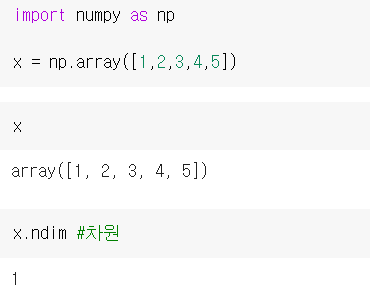 import numpy as np
x = np.array([1,2,3,4,5])
x
array([1, 2, 3, 4, 5])
x.ndim #차원
1